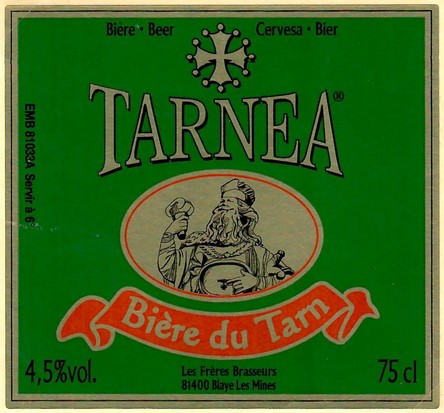 Bière · Beer
Cervesa · Bier
TARNEA®
EMB 81033A Servir à 6°
Bière du Tarn
4,5%vol.
Les Frères Brasseurs
81400 Blaye Les Mines
75 cl